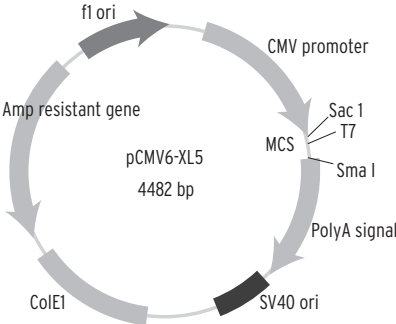 f1 ori
CMV promoter
Sac 1
T7
MCS
Sma I
Amp resistant gene
pCMV6-XL5
4482 bp
PolyA signal
ColE1
SV40 ori